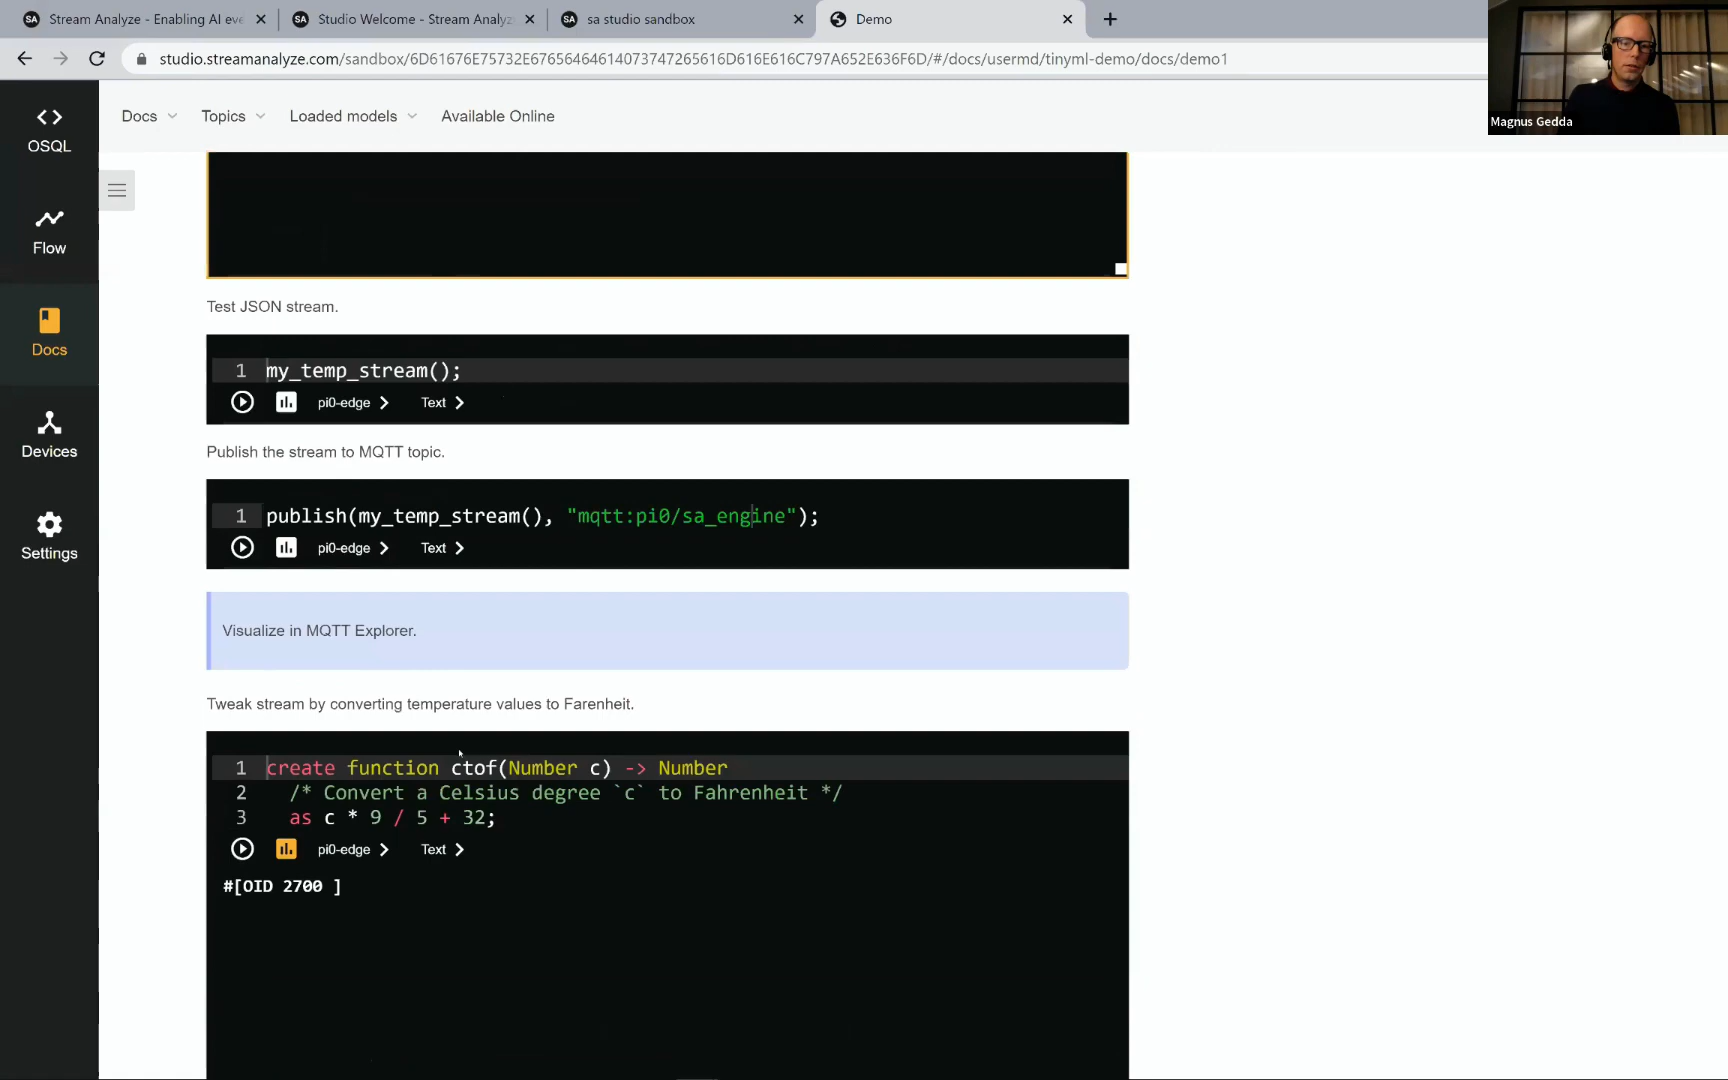 SA Stream Analyze - Enabling AI eve
SA Studio Welcome - Stream Analyz
SA sa studio sandbox
Demo
studio.streamanalyze.com/sandbox/6D61676E75732E67656464614073747265616D616E616C797A652E636F6D/#/docs/usermd/tinyml-demo/docs/demo1
Magnus Gedda
OSQL
Flow
Docs
Devices
Settings
Docs Topics Loaded models Available Online
Test JSON stream.
1 my_temp_stream();
pi0-edge Text
Publish the stream to MQTT topic.
1 publish(my_temp_stream(), "mqtt:pi0/sa_engine");
pi0-edge Text
Visualize in MQTT Explorer.
Tweak stream by converting temperature values to Farenheit.
1 create function ctof(Number c) -> Number
2 /* Convert a Celsius degree `c` to Fahrenheit */
3 as c * 9 / 5 + 32;
pi0-edge Text
#[OID 2700 ]